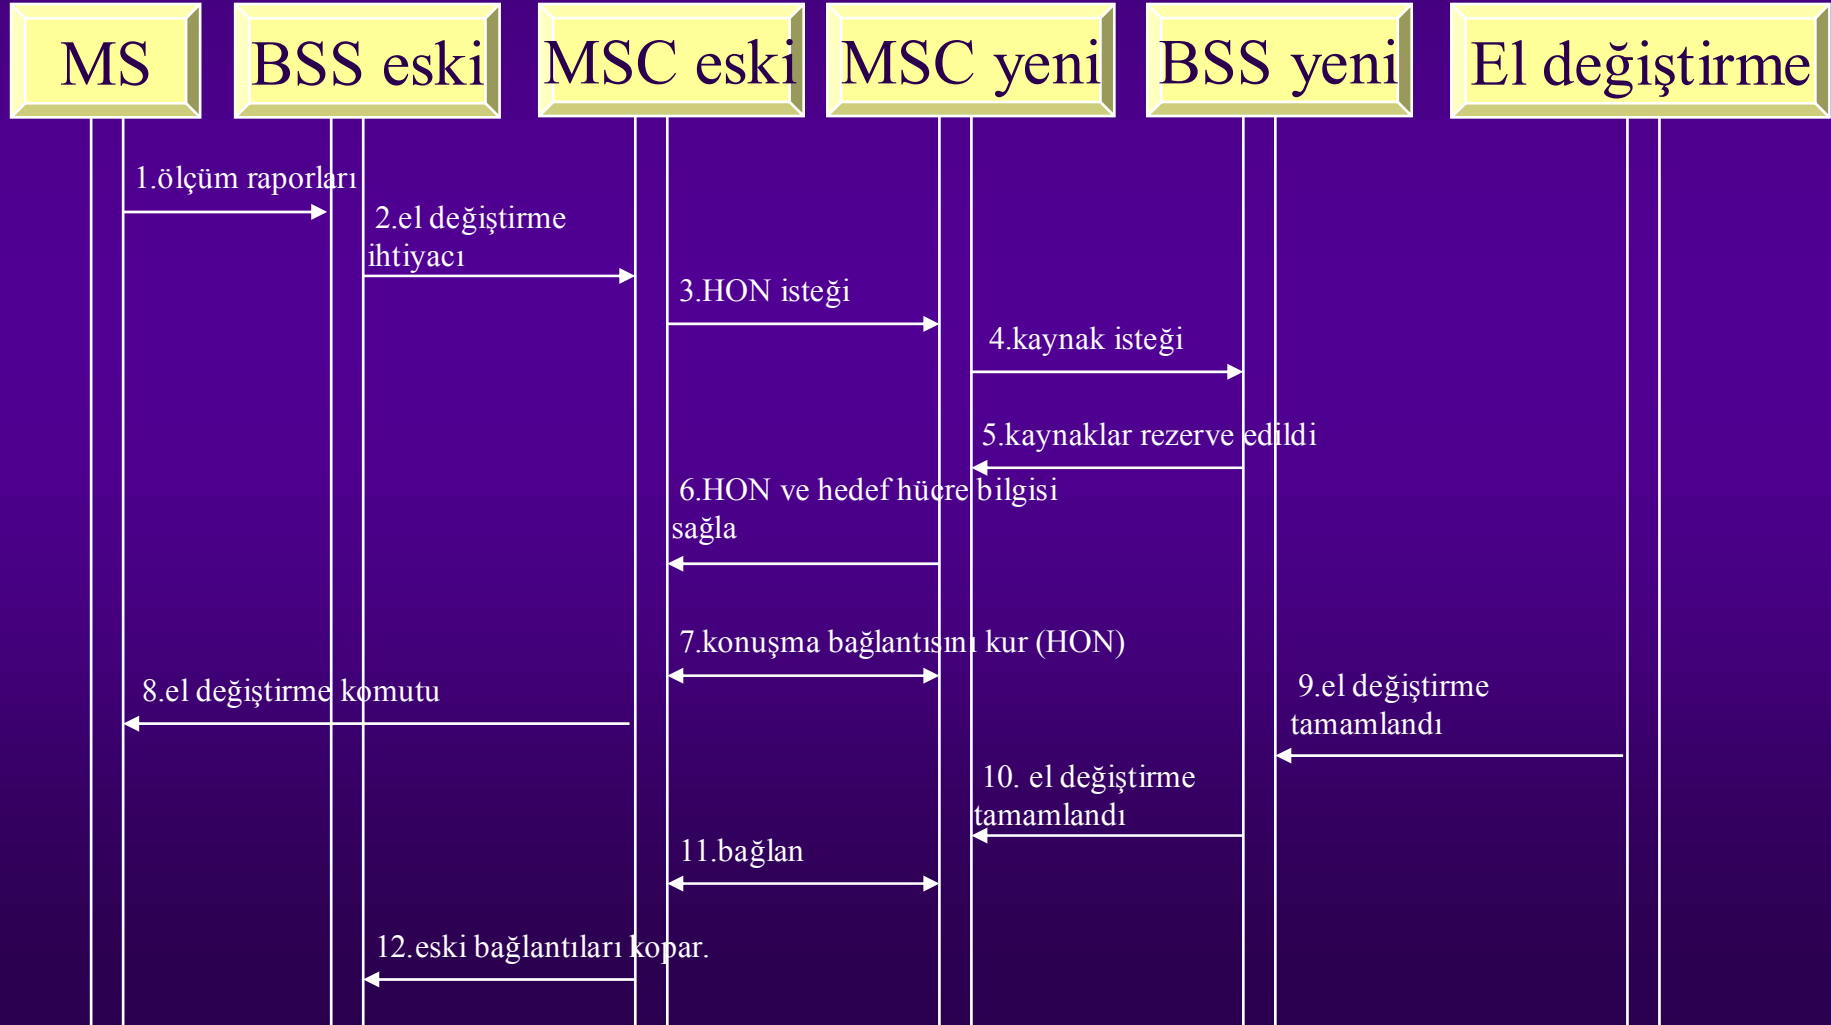 MS
BSS eski
MSC eski
MSC yeni
BSS yeni
El değiştirme
1.ölçüm raporları
2.el değiştirme
ihtiyacı
3.HON isteği
4.kaynak isteği
5.kaynaklar rezerve edildi
6.HON ve hedef hücre bilgisi
sağla
7.konuşma bağlantısını kur (HON)
8.el değiştirme komutu
9.el değiştirme
tamamlandı
10. el değiştirme
tamamlandı
11.bağlan
12.eski bağlantıları kopar.